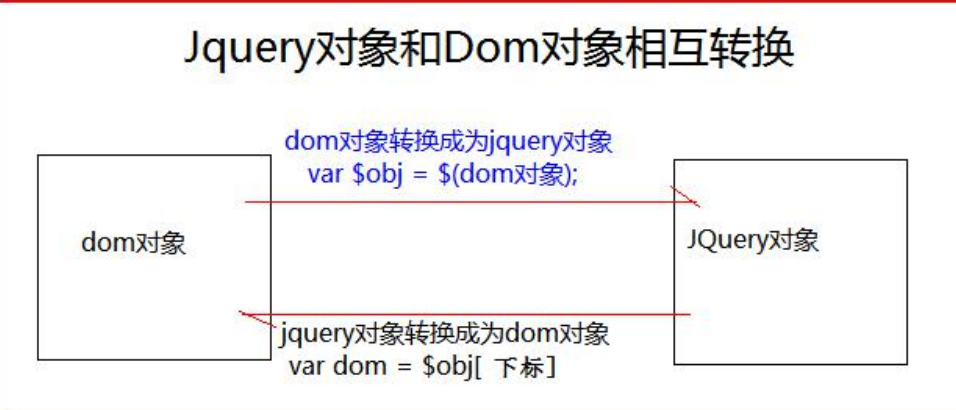 Jquery对象和Dom对象相互转换
dom对象转换成为jquery对象
var $obj = $(dom对象);
dom对象
JQuery对象
jquery对象转换成为dom对象
var dom = $obj[ 下标]